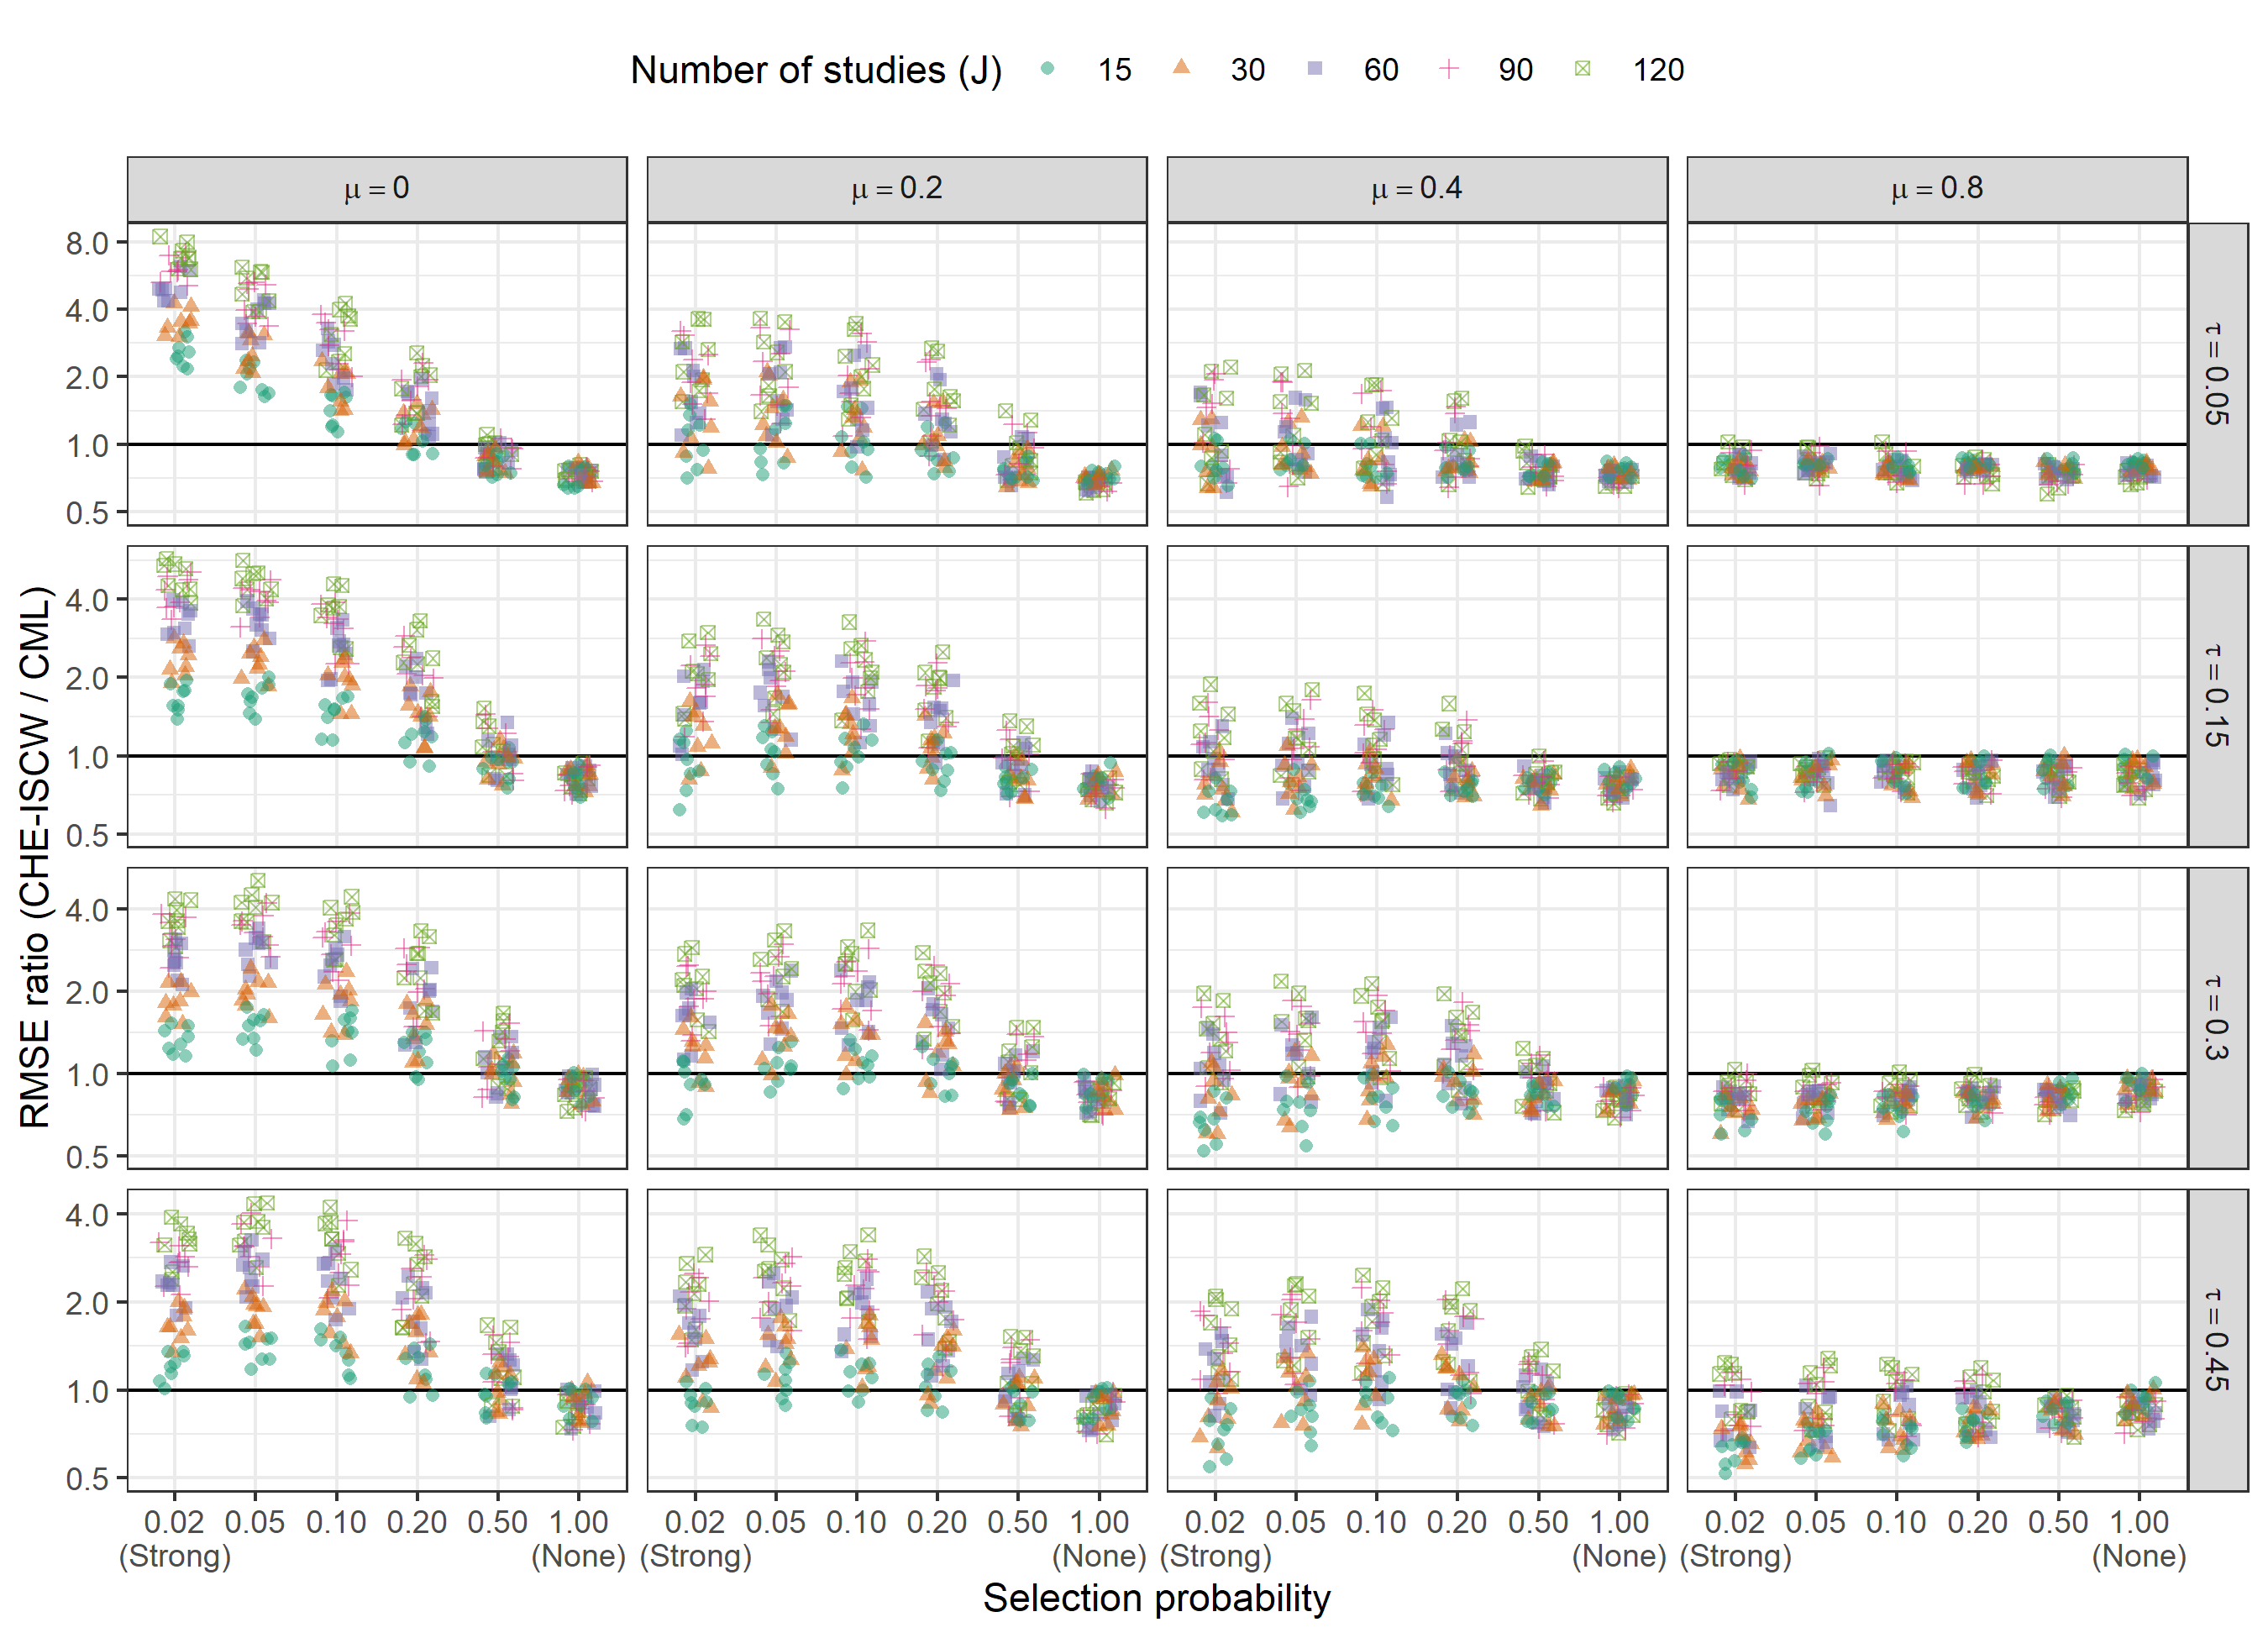 Number of studies (J) 15 30 60 90 120
μ = 0 μ = 0.2 μ = 0.4 μ = 0.8
8.0
4.0
2.0
1.0
0.5
τ = 0.05
4.0
2.0
1.0
0.5
τ = 0.15
4.0
2.0
1.0
0.5
τ = 0.3
4.0
2.0
1.0
0.5
τ = 0.45
RMSE ratio (CHE-ISCW / CML)
0.02 0.05 0.10 0.20 0.50 1.00 0.02 0.05 0.10 0.20 0.50 1.00 0.02 0.05 0.10 0.20 0.50 1.00 0.02 0.05 0.10 0.20 0.50 1.00
(Strong) (None) (Strong) (None) (Strong) (None) (Strong) (None)
Selection probability